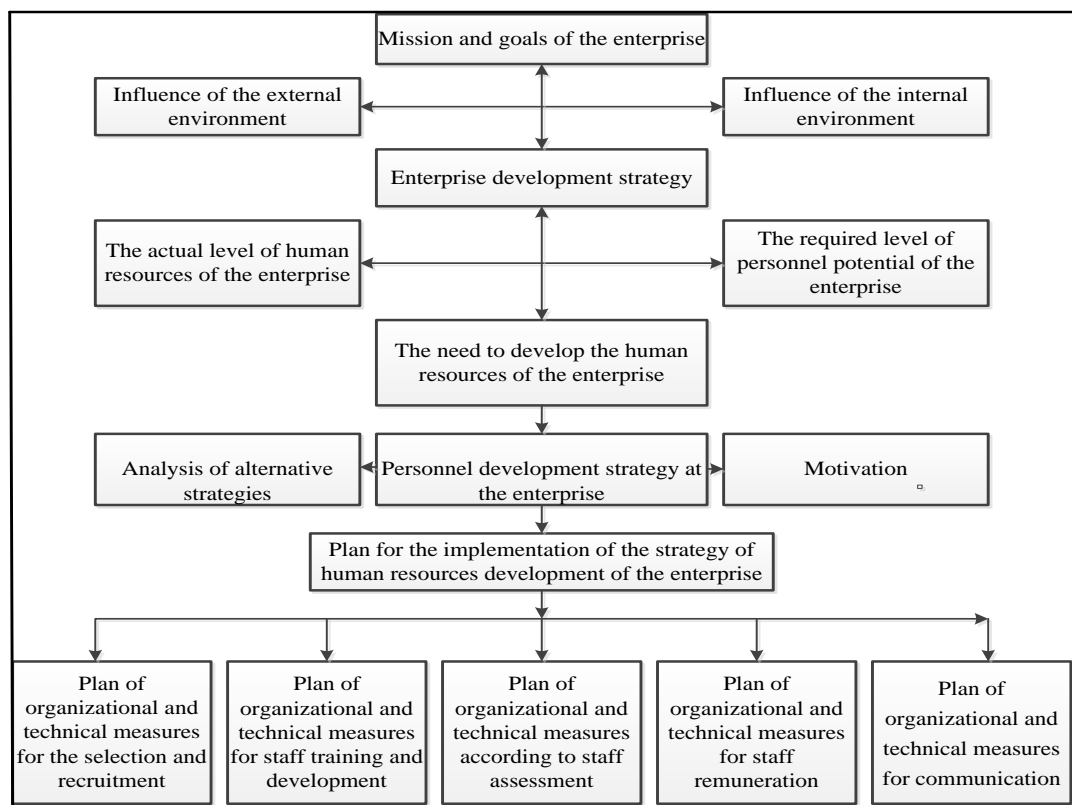 Mission and goals of the enterprise
Influence of the external
environment
Influence of the internal
environment
Enterprise development strategy
The actual level of human
resources of the enterprise
The required level of
personnel potential of the
enterprise
The need to develop the human
resources of the enterprise
Analysis of alternative
strategies
Personnel development strategy at
the enterprise
Motivation
Plan for the implementation of the strategy of
human resources development of the enterprise
Plan of
organizational and
technical measures
for the selection and
recruitment
Plan of
organizational and
technical measures
for staff training and
development
Plan of
organizational and
technical measures
according to staff
assessment
Plan of
organizational and
technical measures
for staff
remuneration
Plan of
organizational and
technical measures
for communication